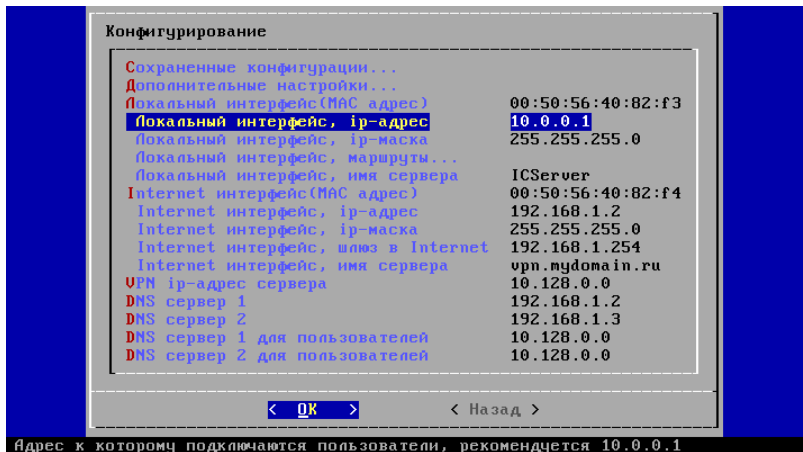 Конфигурирование
Сохраненные конфигурации...
Дополнительные настройки...
Локальный интерфейс(MAC адрес) 00:50:56:40:82:f3
Локальный интерфейс, ip-адрес 10.0.0.1
Локальный интерфейс, ip-маска 255.255.255.0
Локальный интерфейс, маршруты...
Локальный интерфейс, имя сервера ICServer
Internet интерфейс(MAC адрес) 00:50:56:40:82:f4
Internet интерфейс, ip-адрес 192.168.1.2
Internet интерфейс, ip-маска 255.255.255.0
Internet интерфейс, шлюз в Internet 192.168.1.254
Internet интерфейс, имя сервера vpn.mydomain.ru
VPN ip-адрес сервера 10.128.0.0
DNS сервер 1 192.168.1.2
DNS сервер 2 192.168.1.3
DNS сервер 1 для пользователей 10.128.0.0
DNS сервер 2 для пользователей 10.128.0.0
< OK > < Назад >
Адрес к которому подключаются пользователи, рекомендуется 10.0.0.1